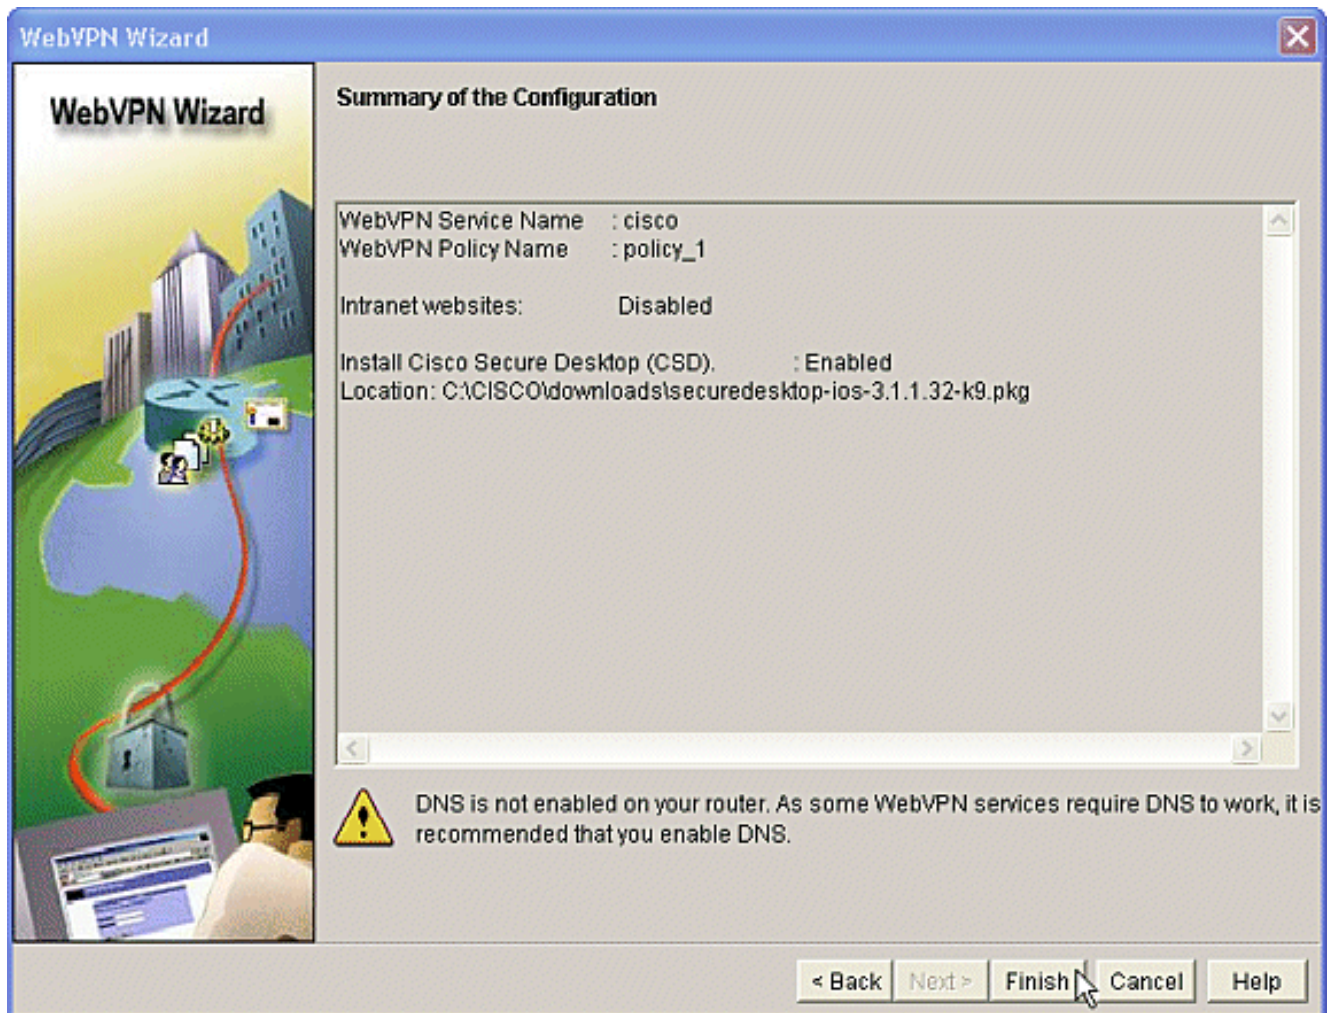 WebVPN Wizard
WebVPN Wizard
Summary of the Configuration
WebVPN Service Name : cisco
WebVPN Policy Name : policy_1
Intranet websites: Disabled
Install Cisco Secure Desktop (CSD). : Enabled
Location: C:\CISCO\downloads\securedesktop-ios-3.1.1.32-k9.pkg
DNS is not enabled on your router. As some WebVPN services require DNS to work, it is
recommended that you enable DNS.
< Back Next > Finish Cancel Help